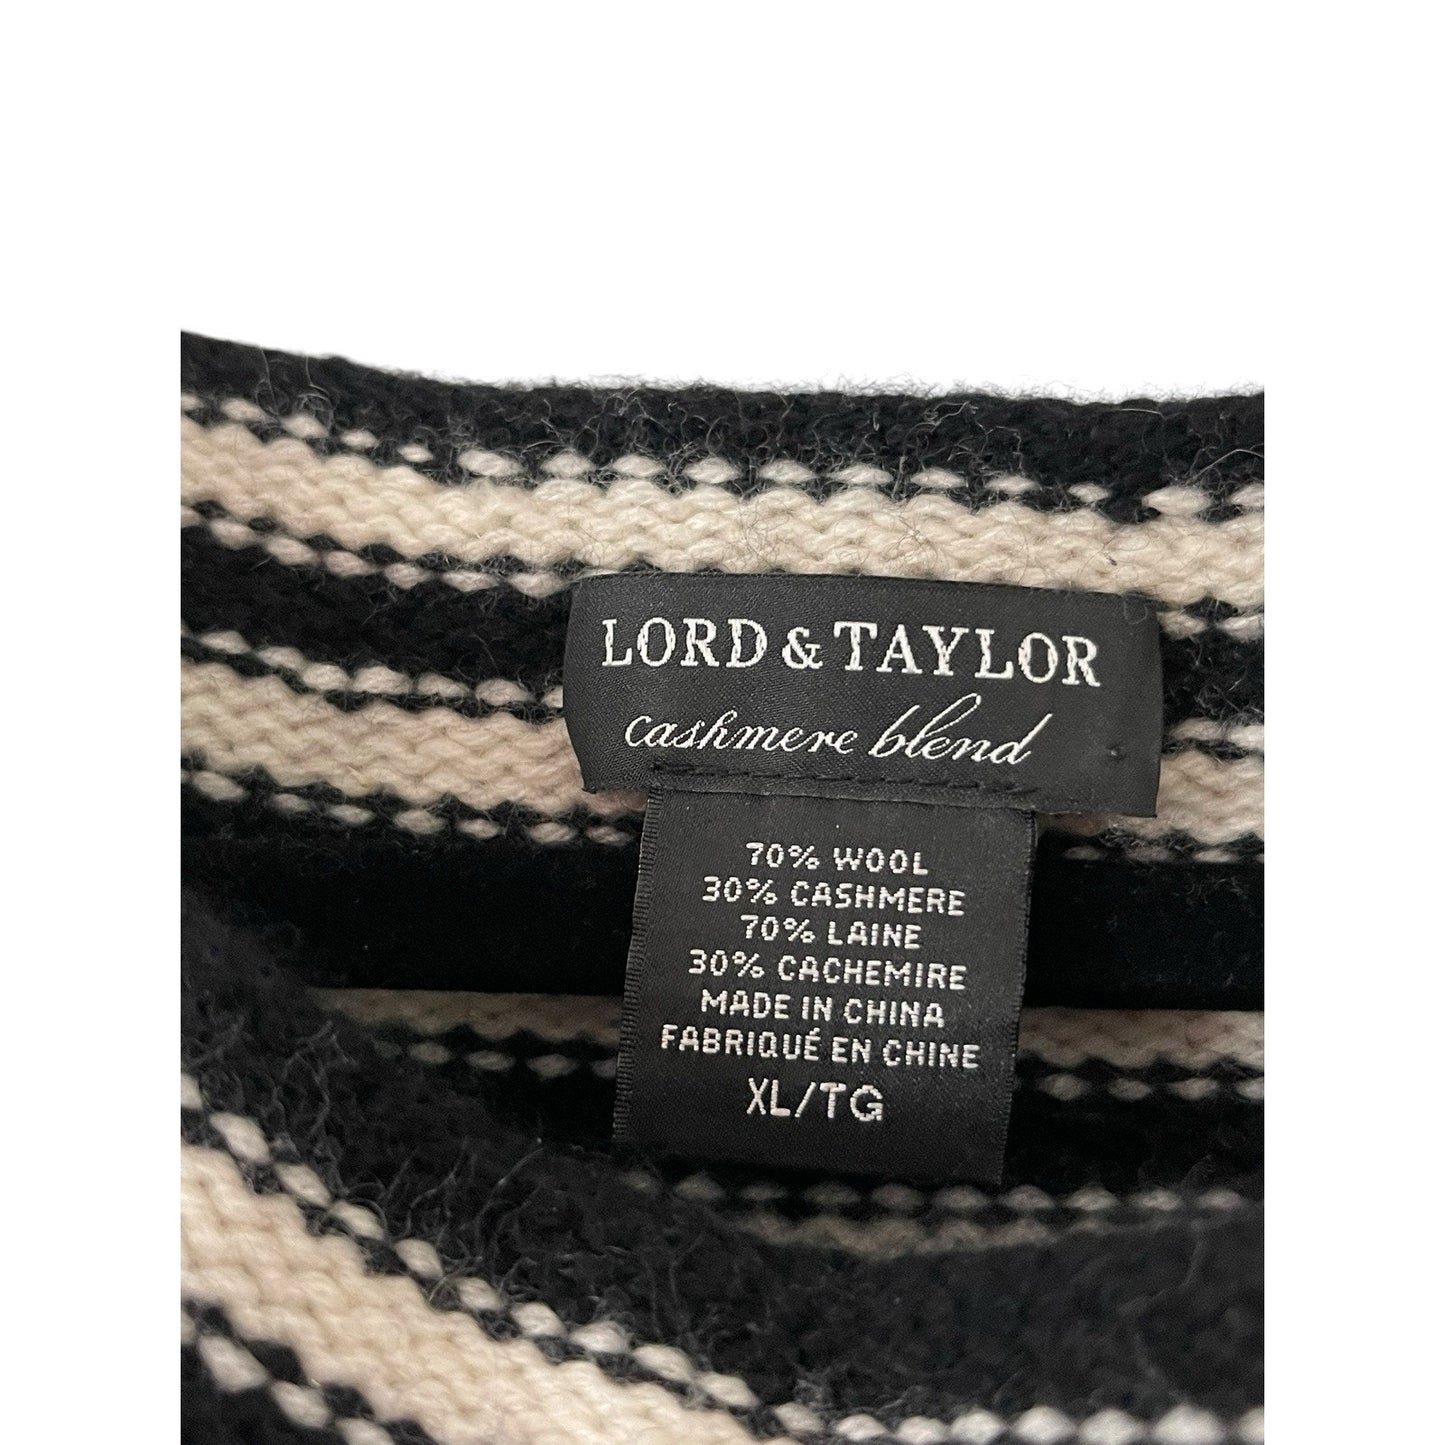 LORD & TAYLOR
cashmere blend
70% WOOL
30% CASHMERE
70% LAINE
30% CACHEMIRE
MADE IN CHINA
FABRIQUÉ EN CHINE
XL/TG